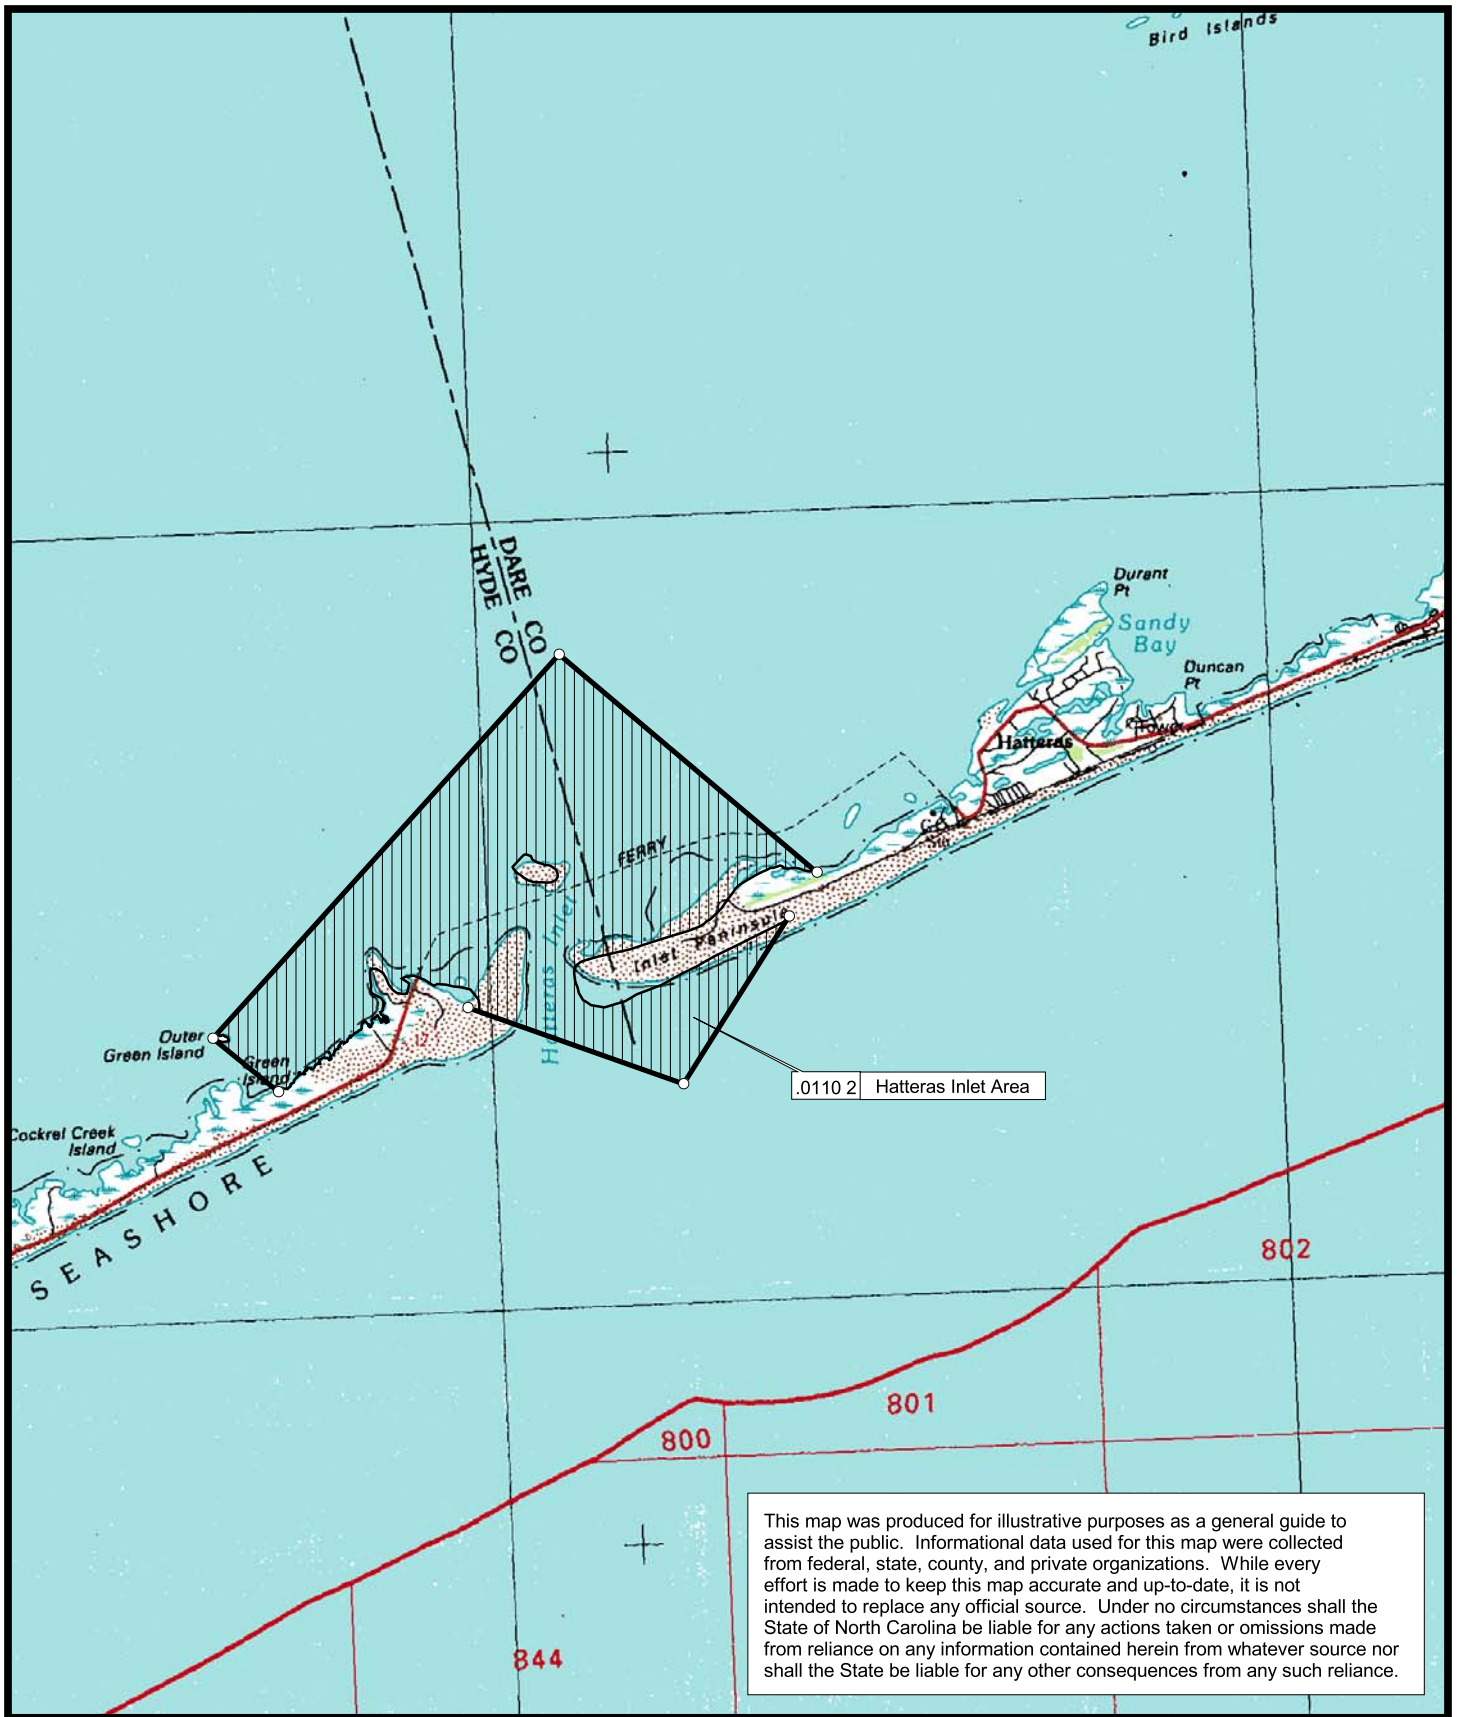 Bird Islands
DARE CO
HYDE CO
Durant
Pt
Sandy
Bay
Duncan
Pt
Tower
Hatteras
FERRY
Hatteras Inlet
Inlet Peninsula
Outer
Green Island
Green
Island
12
.0110 2
Hatteras Inlet Area
Cockrel Creek
Island
SEASHORE
802
801
800
844
This map was produced for illustrative purposes as a general guide to
assist the public. Informational data used for this map were collected
from federal, state, county, and private organizations. While every
effort is made to keep this map accurate and up-to-date, it is not
intended to replace any official source. Under no circumstances shall the
State of North Carolina be liable for any actions taken or omissions made
from reliance on any information contained herein from whatever source nor
shall the State be liable for any other consequences from any such reliance.